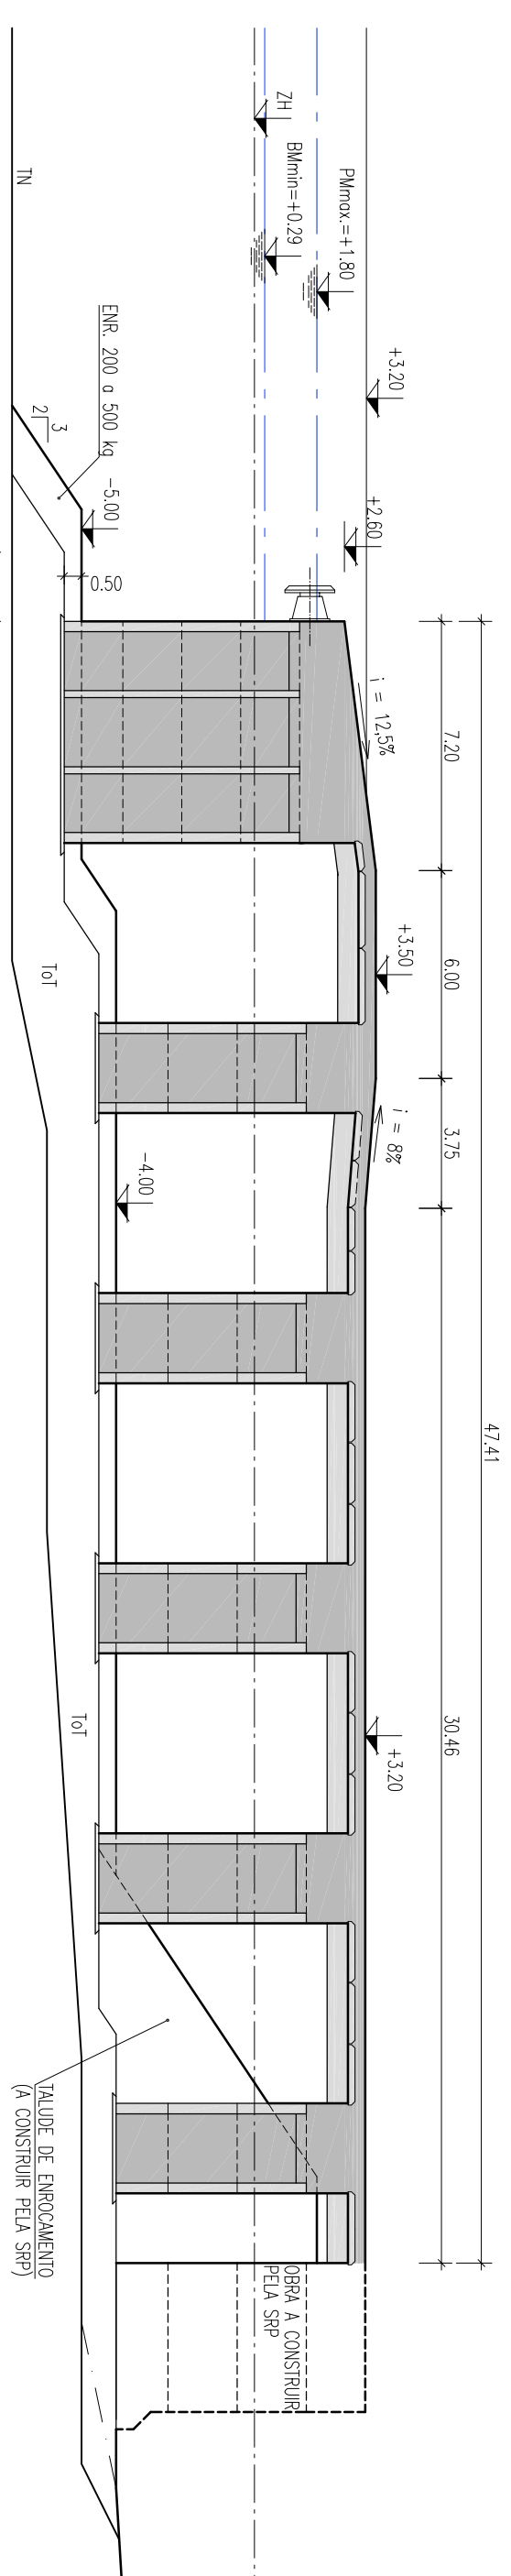 47.41
7.20
6.00
3.75
30.46
+3.20
+2.60
i = 12,5%
+3.50
i = 8%
+3.20
PMmax.=+1.80
BMmin=+0.29
ZH
ENR. 200 a 500 kg
-5.00
0.50
3
2
TN
-4.00
ToT
ToT
OBRA A CONSTRUIR
PELA SRP
TALUDE DE ENROCAMENTO
(A CONSTRUIR PELA SRP)